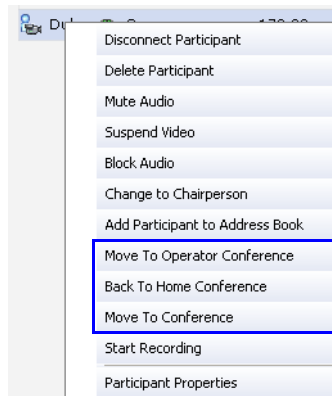 Disconnect Participant
Delete Participant
Mute Audio
Suspend Video
Block Audio
Change to Chairperson
Add Participant to Address Book
Move To Operator Conference
Back To Home Conference
Move To Conference
Start Recording
Participant Properties